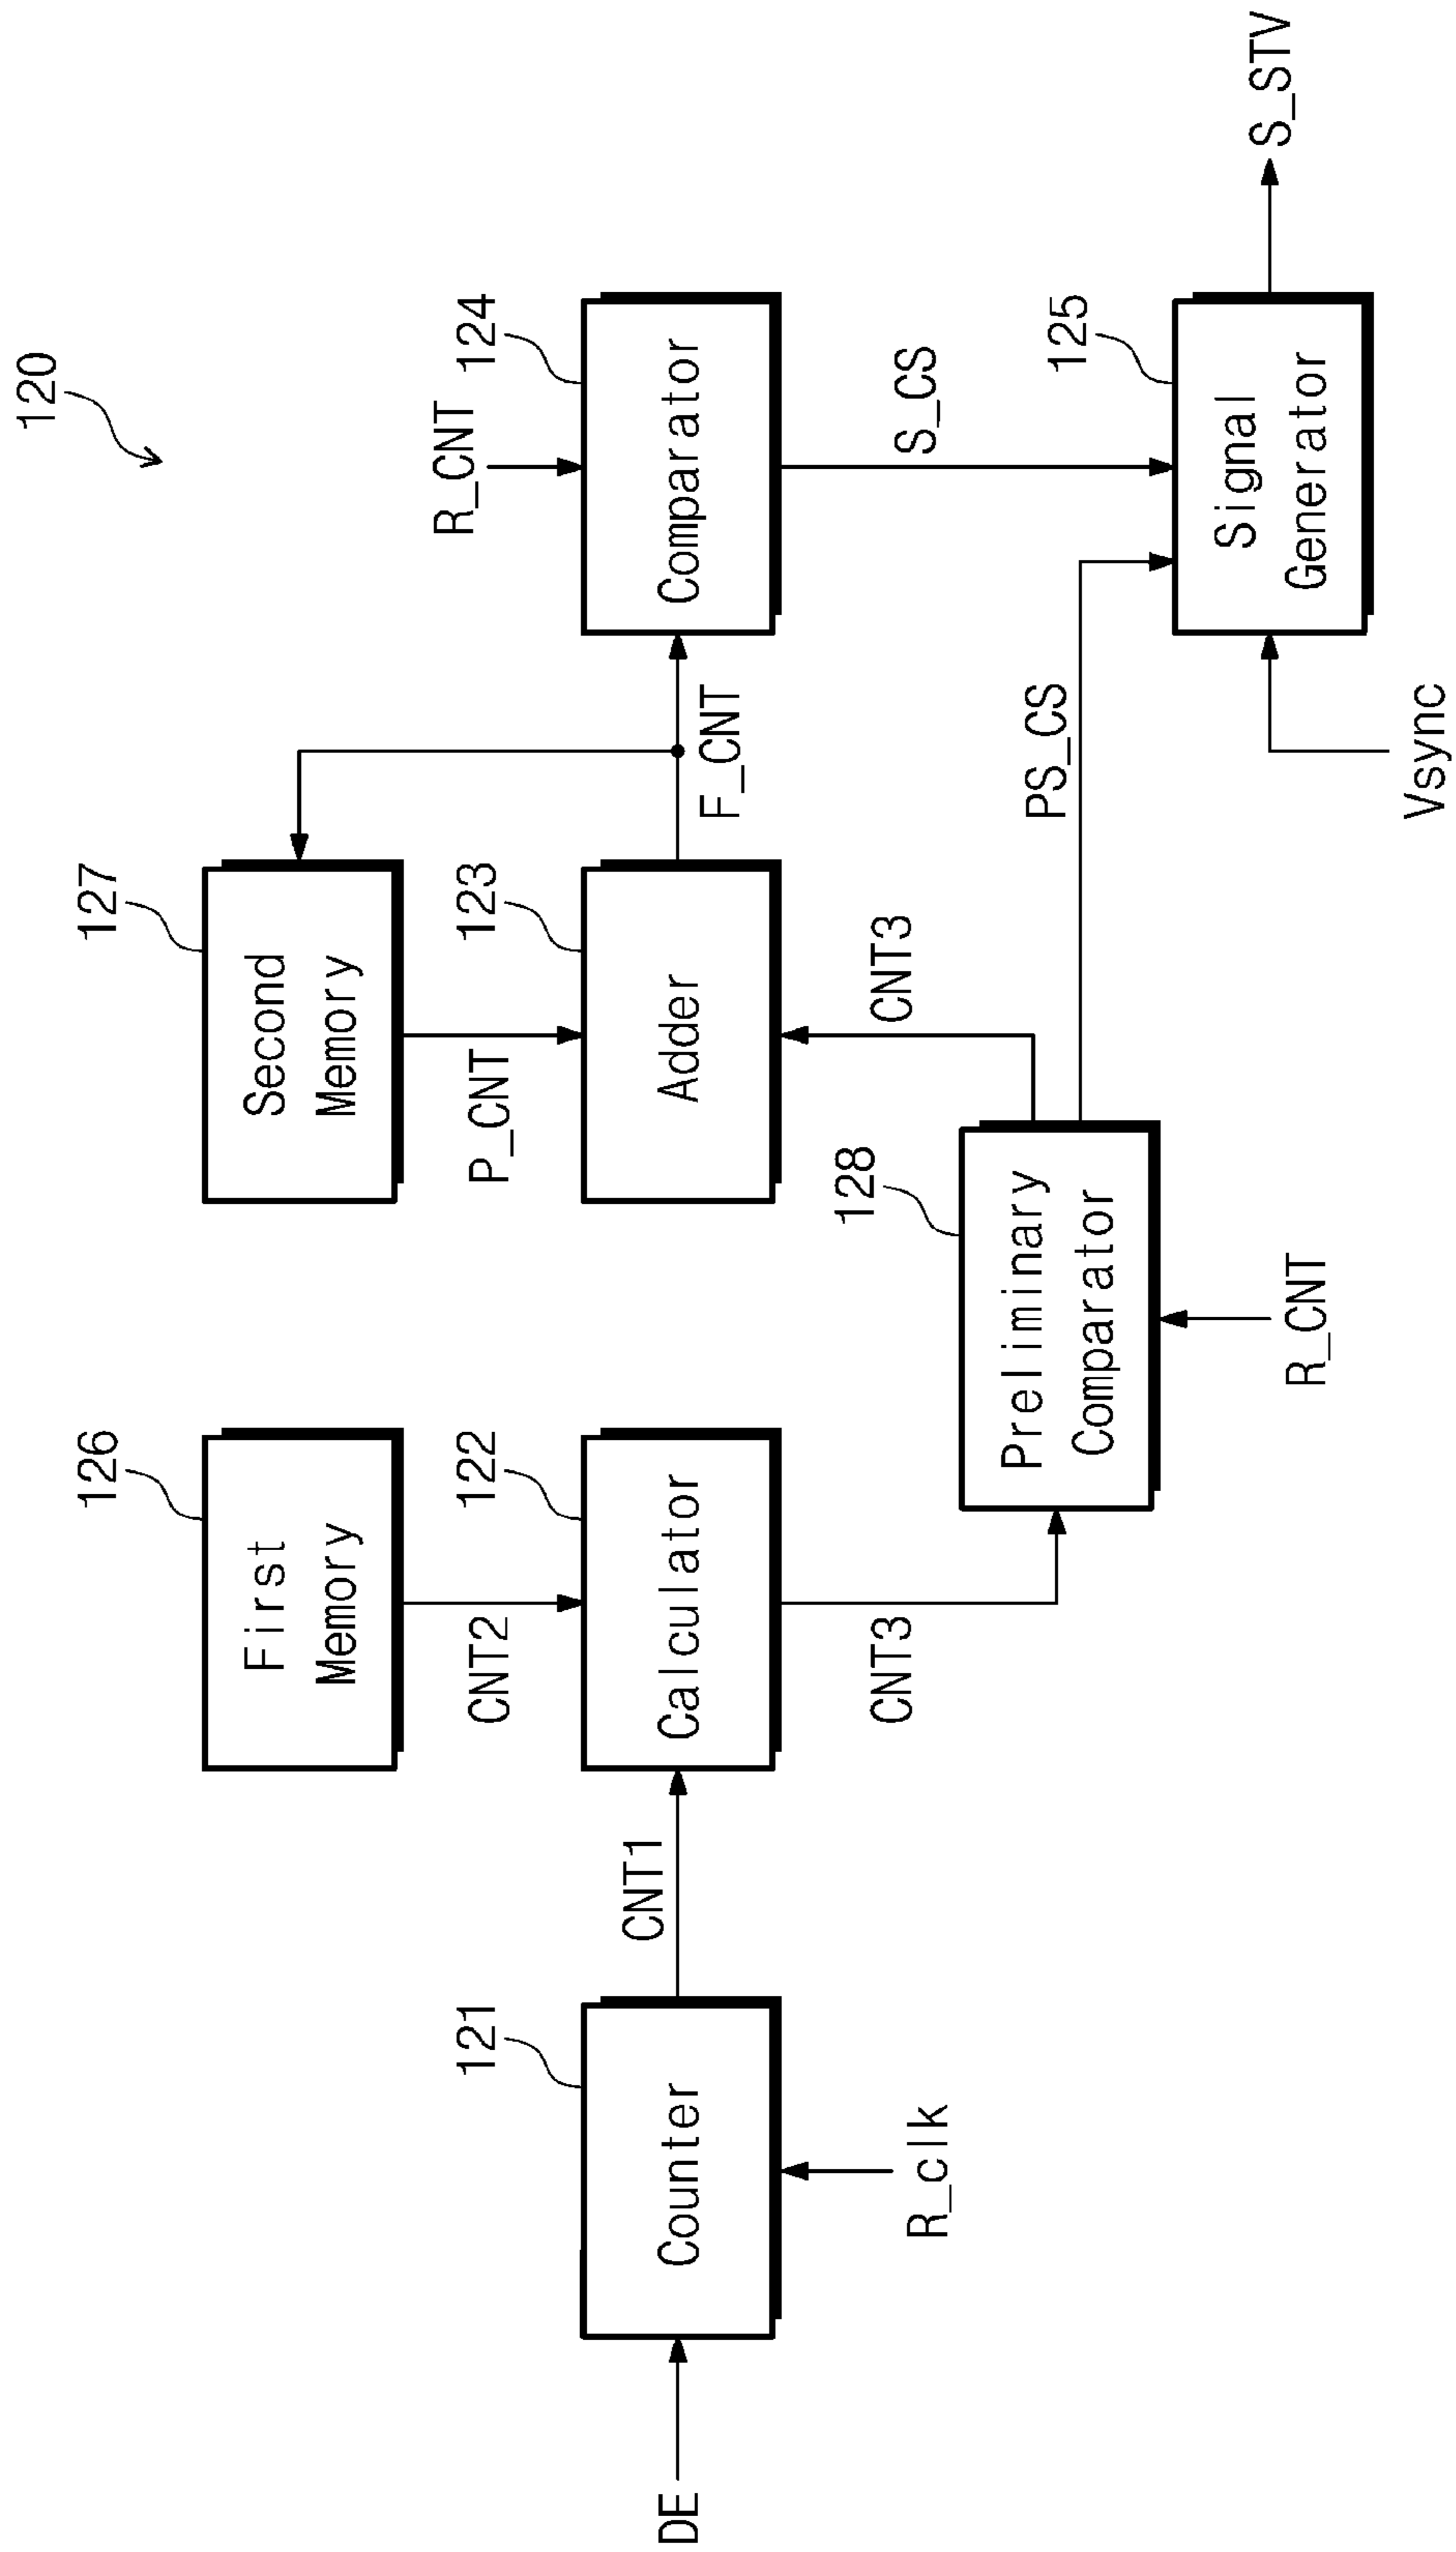 120
127
126
Second
Memory
First
Memory
R_CNT
124
P_CNT
123
CNT2
122
121
DE
Counter
CNT1
Calculator
Adder
F_CNT
Comparator
R_clk
CNT3
CNT3
S_CS
128
Preliminary
Comparator
PS_CS
125
R_CNT
Signal
Generator
S_STV
Vsync